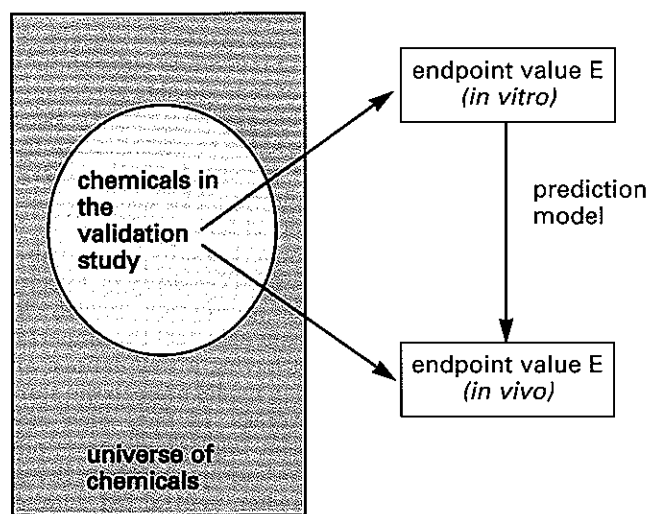 chemicals in
the
validation
study
universe of
chemicals
endpoint value E
(in vitro)
prediction
model
endpoint value E
(in vivo)